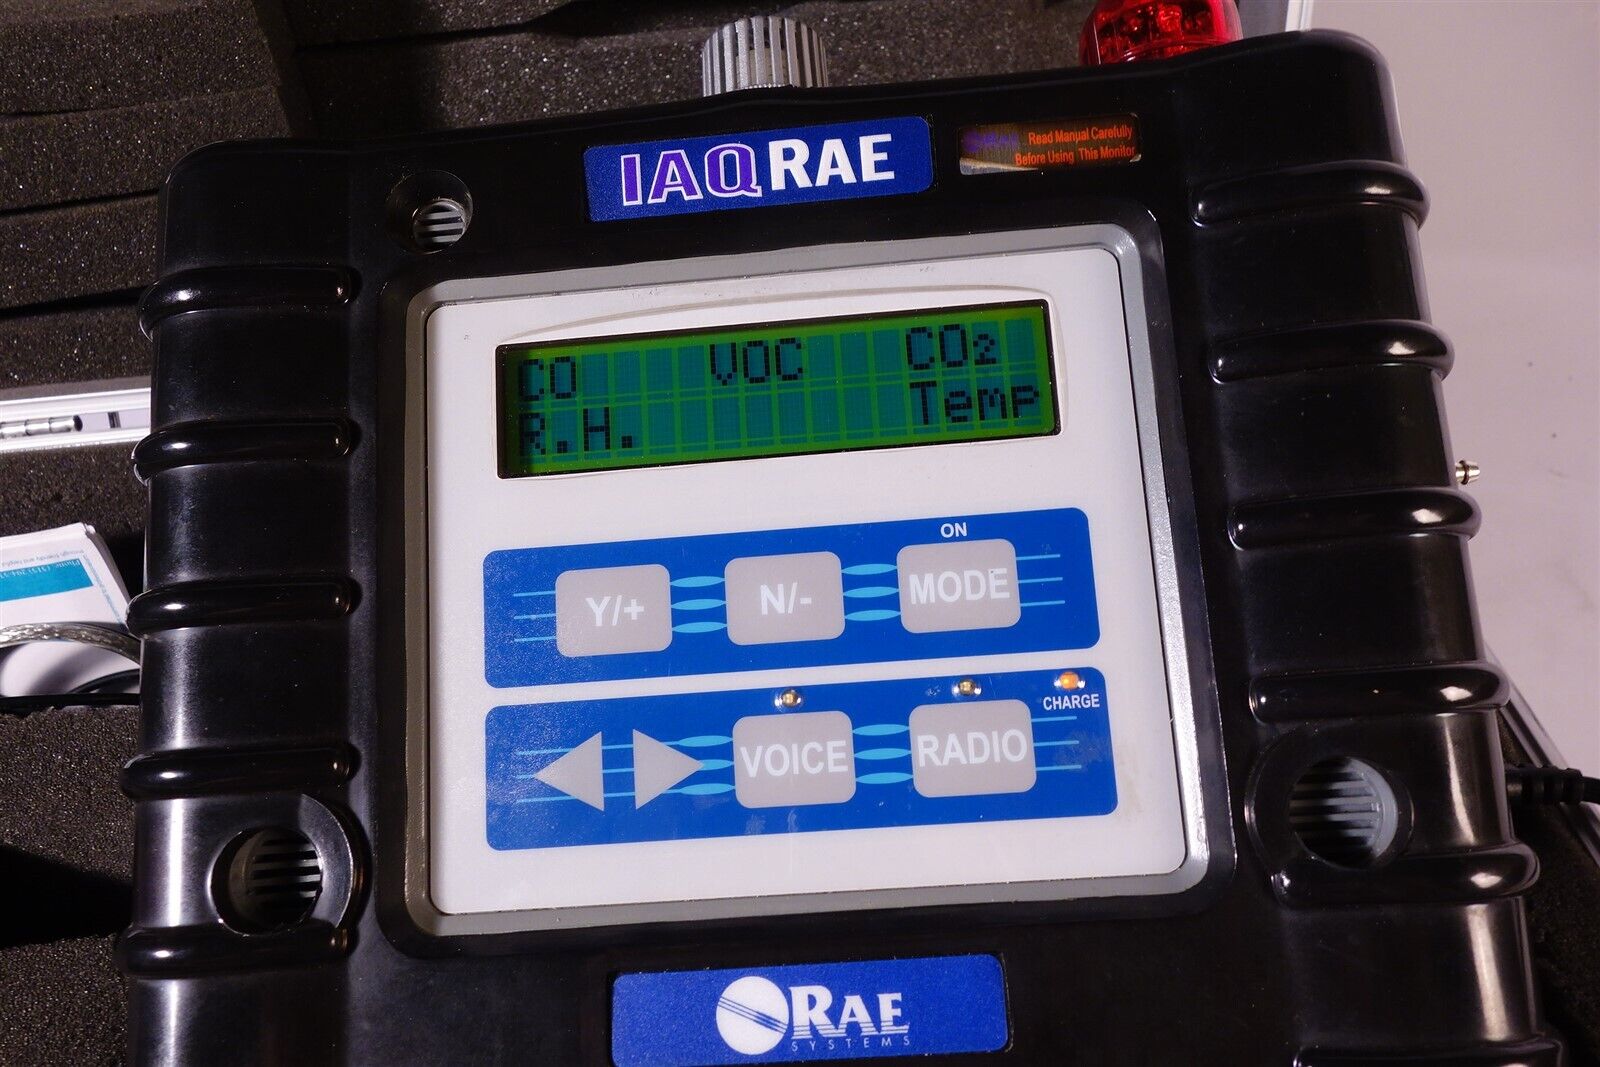 IAQRAE
Read Manual Carefully
Before Using This Monitor
CO VOC CO₂
R.H. Temp
ON
Y/+ N/- MODE
CHARGE
VOICE RADIO
RAE
SYSTEMS